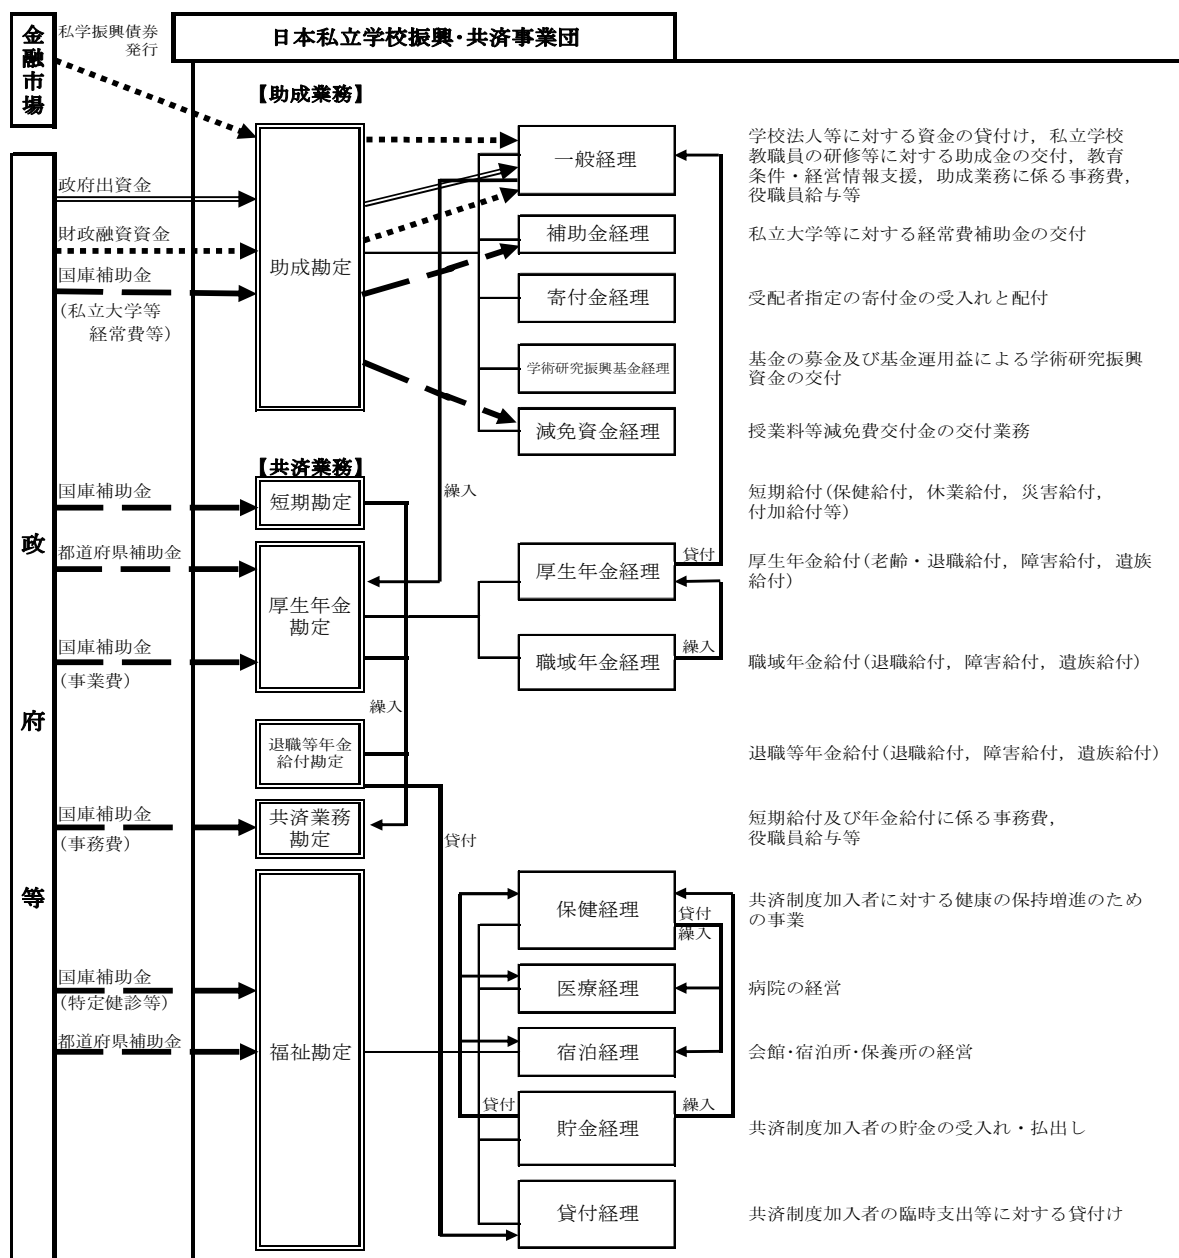 金融市場
私学振興債券
発行
日本私立学校振興･共済事業団
【助成業務】
政府出資金
財政融資資金
国庫補助金
(私立大学等
経常費等)
助成勘定
一般経理
学校法人等に対する資金の貸付け，私立学校
教職員の研修等に対する助成金の交付，教育
条件・経営情報支援，助成業務に係る事務費，
役職員給与等
補助金経理
私立大学等に対する経常費補助金の交付
寄付金経理
受配者指定の寄付金の受入れと配付
学術研究振興基金経理
基金の募金及び基金運用益による学術研究振興
資金の交付
減免資金経理
授業料等減免費交付金の交付業務
政府等
【共済業務】
国庫補助金
短期勘定
繰入
短期給付(保健給付，休業給付，災害給付，
付加給付等)
都道府県補助金
厚生年金
勘定
厚生年金経理
貸付
厚生年金給付(老齢・退職給付，障害給付，遺族
給付)
国庫補助金
(事業費)
職域年金経理
繰入
職域年金給付(退職給付，障害給付，遺族給付)
繰入
退職等年金
給付勘定
退職等年金給付(退職給付，障害給付，遺族給付)
国庫補助金
(事務費)
共済業務
勘定
貸付
短期給付及び年金給付に係る事務費，
役職員給与等
保健経理
貸付
繰入
共済制度加入者に対する健康の保持増進のため
の事業
国庫補助金
(特定健診等)
医療経理
病院の経営
都道府県補助金
福祉勘定
宿泊経理
会館･宿泊所･保養所の経営
貸付
貯金経理
繰入
共済制度加入者の貯金の受入れ・払出し
貸付経理
共済制度加入者の臨時支出等に対する貸付け